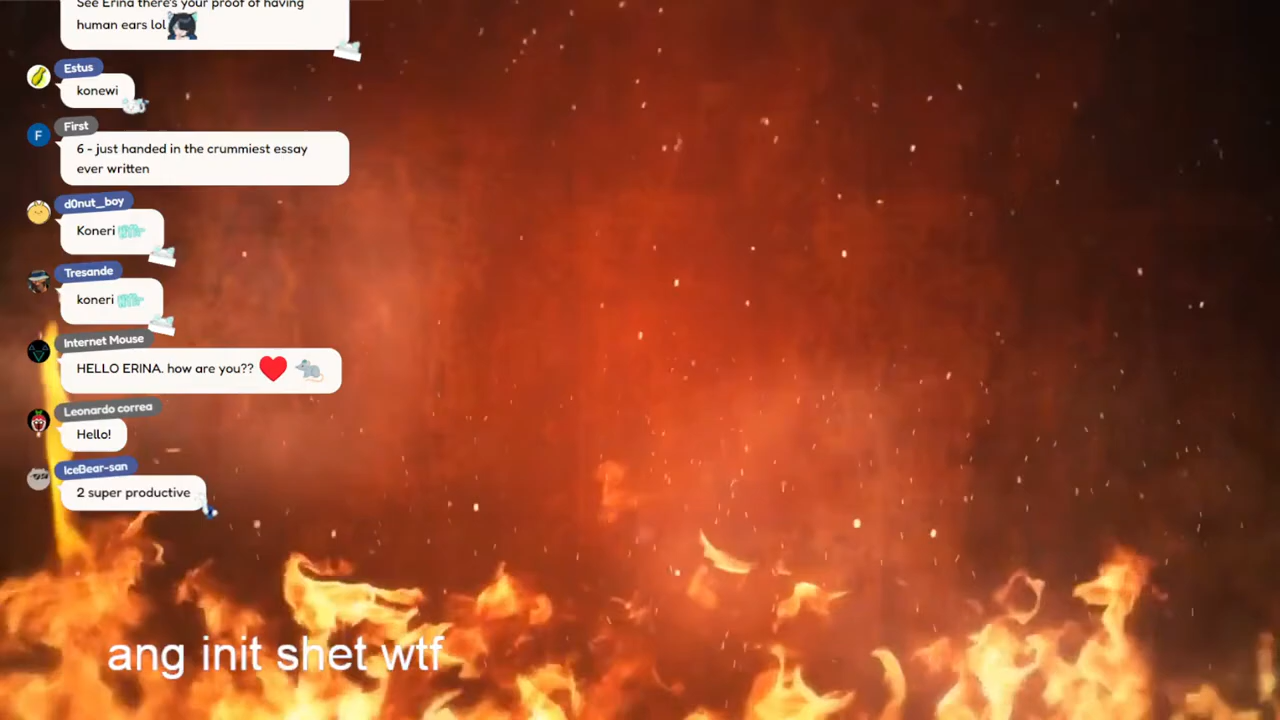 See Erina there's your proof of having
human ears lol
Estus
konewi
F
First
6 - just handed in the crummiest essay
ever written
d0nut_boy
Koneri
Tresande
koneri
Internet Mouse
HELLO ERINA. how are you??
Leonardo correa
Hello!
IceBear-san
2 super productive
ang init shet wtf